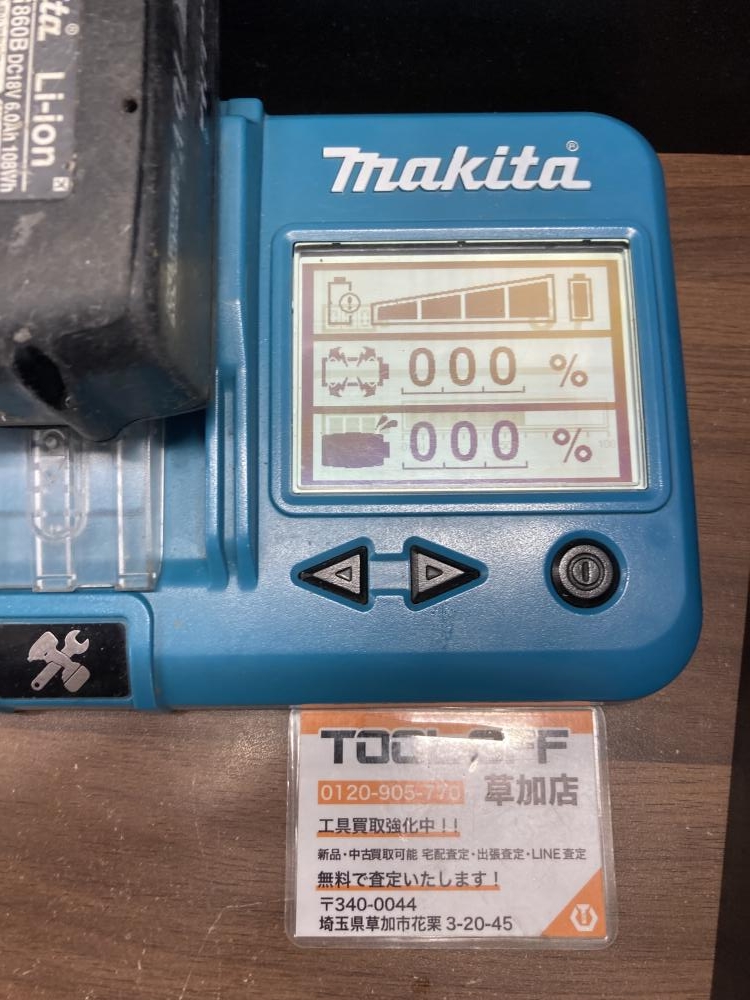 Li-ion
860B DC18V 6.0Ah 108Wh
makita
000 %
000 %
TOOL OFF
0120-905-770 草加店
工具買取強化中！！
新品・中古買取可能 宅配査定・出張査定・LINE査定
無料で査定いたします！
〒340-0044
埼玉県草加市花栗 3-20-45